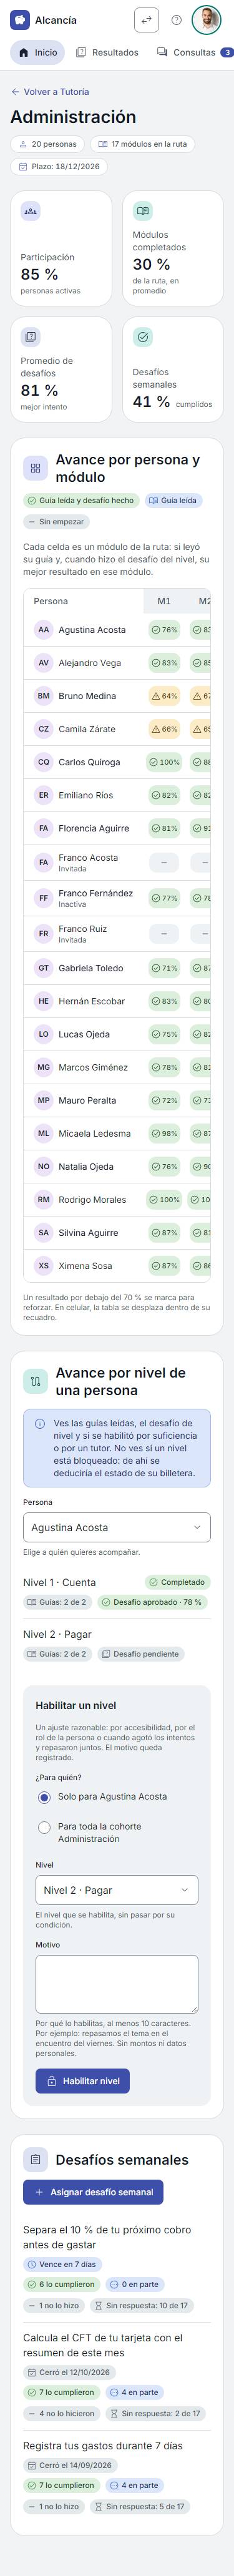 Alcancía
Inicio
Resultados
Consultas 3
Volver a Tutoría
Administración
20 personas
17 módulos en la ruta
Plazo: 18/12/2026
Participación
85 %
personas activas
Módulos
completados
30 %
de la ruta, en
promedio
Promedio de
desafíos
81 %
mejor intento
Desafíos
semanales
41 % cumplidos
Avance por persona y
módulo
Guía leída y desafío hecho
Guía leída
Sin empezar
Cada celda es un módulo de la ruta: si leyó
su guía y, cuando hizo el desafío del nivel, su
mejor resultado en ese módulo.
Persona M1 M2
AA Agustina Acosta 76% 83
AV Alejandro Vega 83% 85
BM Bruno Medina 64% 67
CZ Camila Zárate 66% 65
CQ Carlos Quiroga 100% 88
ER Emiliano Ríos 82% 82
FA Florencia Aguirre 81% 91
FA Franco Acosta – –
Invitada
FF Franco Fernández 77% 78
Inactiva
FR Franco Ruiz – –
Invitada
GT Gabriela Toledo 71% 87
HE Hernán Escobar 83% 80
LO Lucas Ojeda 75% 82
MG Marcos Giménez 78% 81
MP Mauro Peralta 72% 73
ML Micaela Ledesma 98% 87
NO Natalia Ojeda 76% 90
RM Rodrigo Morales 100% 10
SA Silvina Aguirre 87% 81
XS Ximena Sosa 87% 86
Un resultado por debajo del 70 % se marca para
reforzar. En celular, la tabla se desplaza dentro de su
recuadro.
Avance por nivel de
una persona
Ves las guías leídas, el desafío de
nivel y si se habilitó por suficiencia
o por un tutor. No ves si un nivel
está bloqueado: de ahí se
deduciría el estado de su billetera.
Persona
Agustina Acosta
Elige a quién quieres acompañar.
Nivel 1 · Cuenta
Completado
Guías: 2 de 2
Desafío aprobado · 78 %
Nivel 2 · Pagar
Guías: 2 de 2
Desafío pendiente
Habilitar un nivel
Un ajuste razonable: por accesibilidad, por el
rol de la persona o cuando agotó los intentos
y repasaron juntos. El motivo queda
registrado.
¿Para quién?
Solo para Agustina Acosta
Para toda la cohorte
Administración
Nivel
Nivel 2 · Pagar
El nivel que se habilita, sin pasar por su
condición.
Motivo
Por qué lo habilitas, al menos 10 caracteres.
Por ejemplo: repasamos el tema en el
encuentro del viernes. Sin montos ni datos
personales.
Habilitar nivel
Desafíos semanales
Asignar desafío semanal
Separa el 10 % de tu próximo cobro
antes de gastar
Vence en 7 días
6 lo cumplieron
0 en parte
1 no lo hizo
Sin respuesta: 10 de 17
Calcula el CFT de tu tarjeta con el
resumen de este mes
Cerró el 12/10/2026
7 lo cumplieron
4 en parte
4 no lo hicieron
Sin respuesta: 2 de 17
Registra tus gastos durante 7 días
Cerró el 14/09/2026
7 lo cumplieron
4 en parte
1 no lo hizo
Sin respuesta: 5 de 17